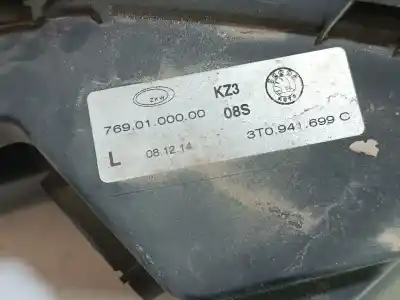 ZKW KZ3
769.01.000.00 08S
L 08.12.14 3T0.941.699 C